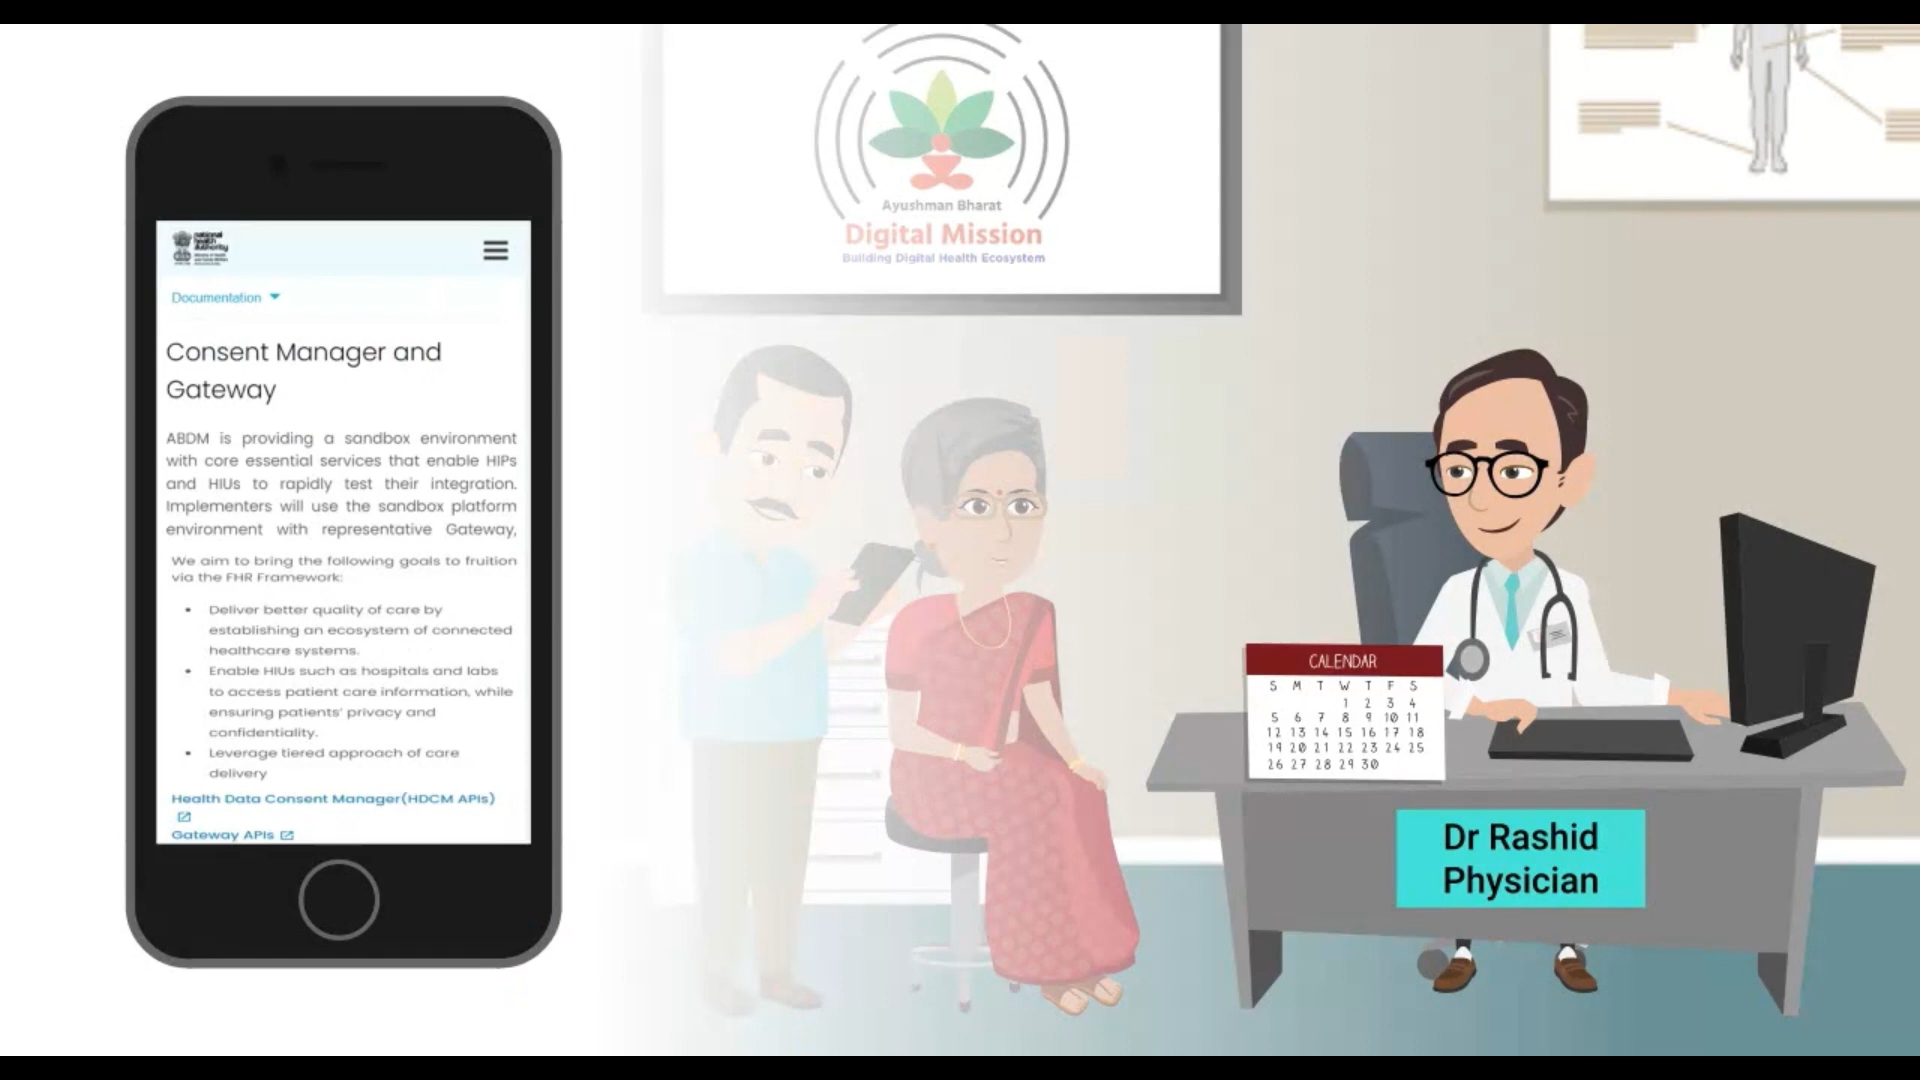 national
health
authority
Documentation
Consent Manager and
Gateway
ABDM is providing a sandbox environment
with core essential services that enable HIPs
and HIUs to rapidly test their integration.
Implementers will use the sandbox platform
environment with representative Gateway,
We aim to bring the following goals to fruition
via the FHR Framework:
• Deliver better quality of care by
establishing an ecosystem of connected
healthcare systems.
• Enable HIUs such as hospitals and labs
to access patient care information, while
ensuring patients' privacy and
confidentiality.
• Leverage tiered approach of care
delivery
Health Data Consent Manager(HDCM APIs)
Gateway APIs
Ayushman Bharat
Digital Mission
Building Digital Health Ecosystem
CALENDAR
S M T W T F S
1 2 3 4
5 6 7 8 9 10 11
12 13 14 15 16 17 18
19 20 21 22 23 24 25
26 27 28 29 30
Dr Rashid
Physician